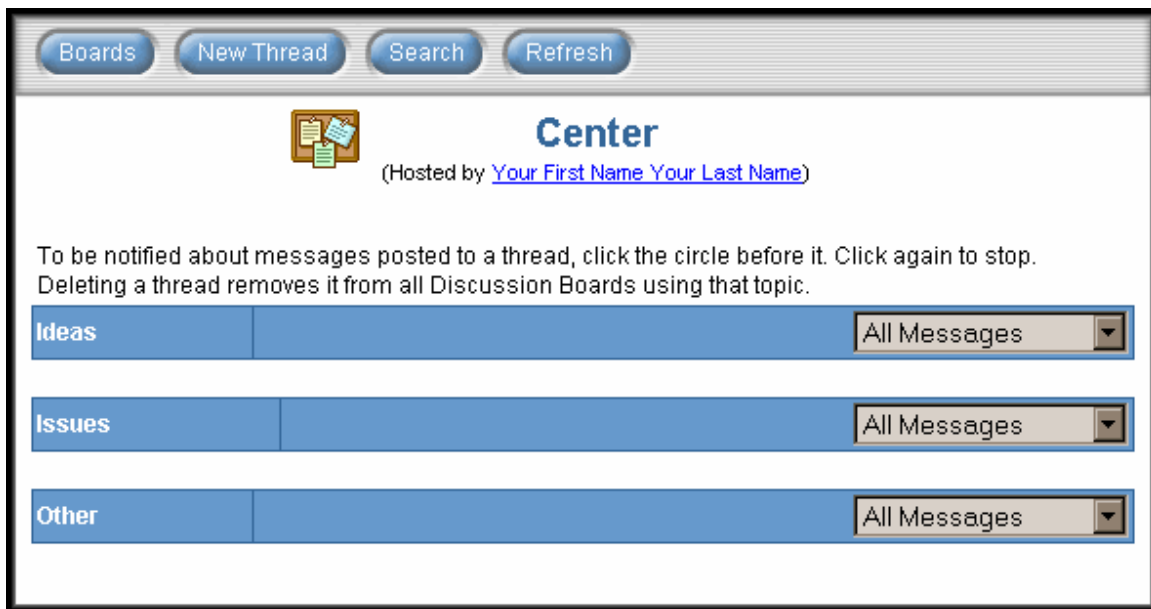 Boards New Thread Search Refresh
Center
(Hosted by Your First Name Your Last Name)
To be notified about messages posted to a thread, click the circle before it. Click again to stop.
Deleting a thread removes it from all Discussion Boards using that topic.
Ideas All Messages
Issues All Messages
Other All Messages